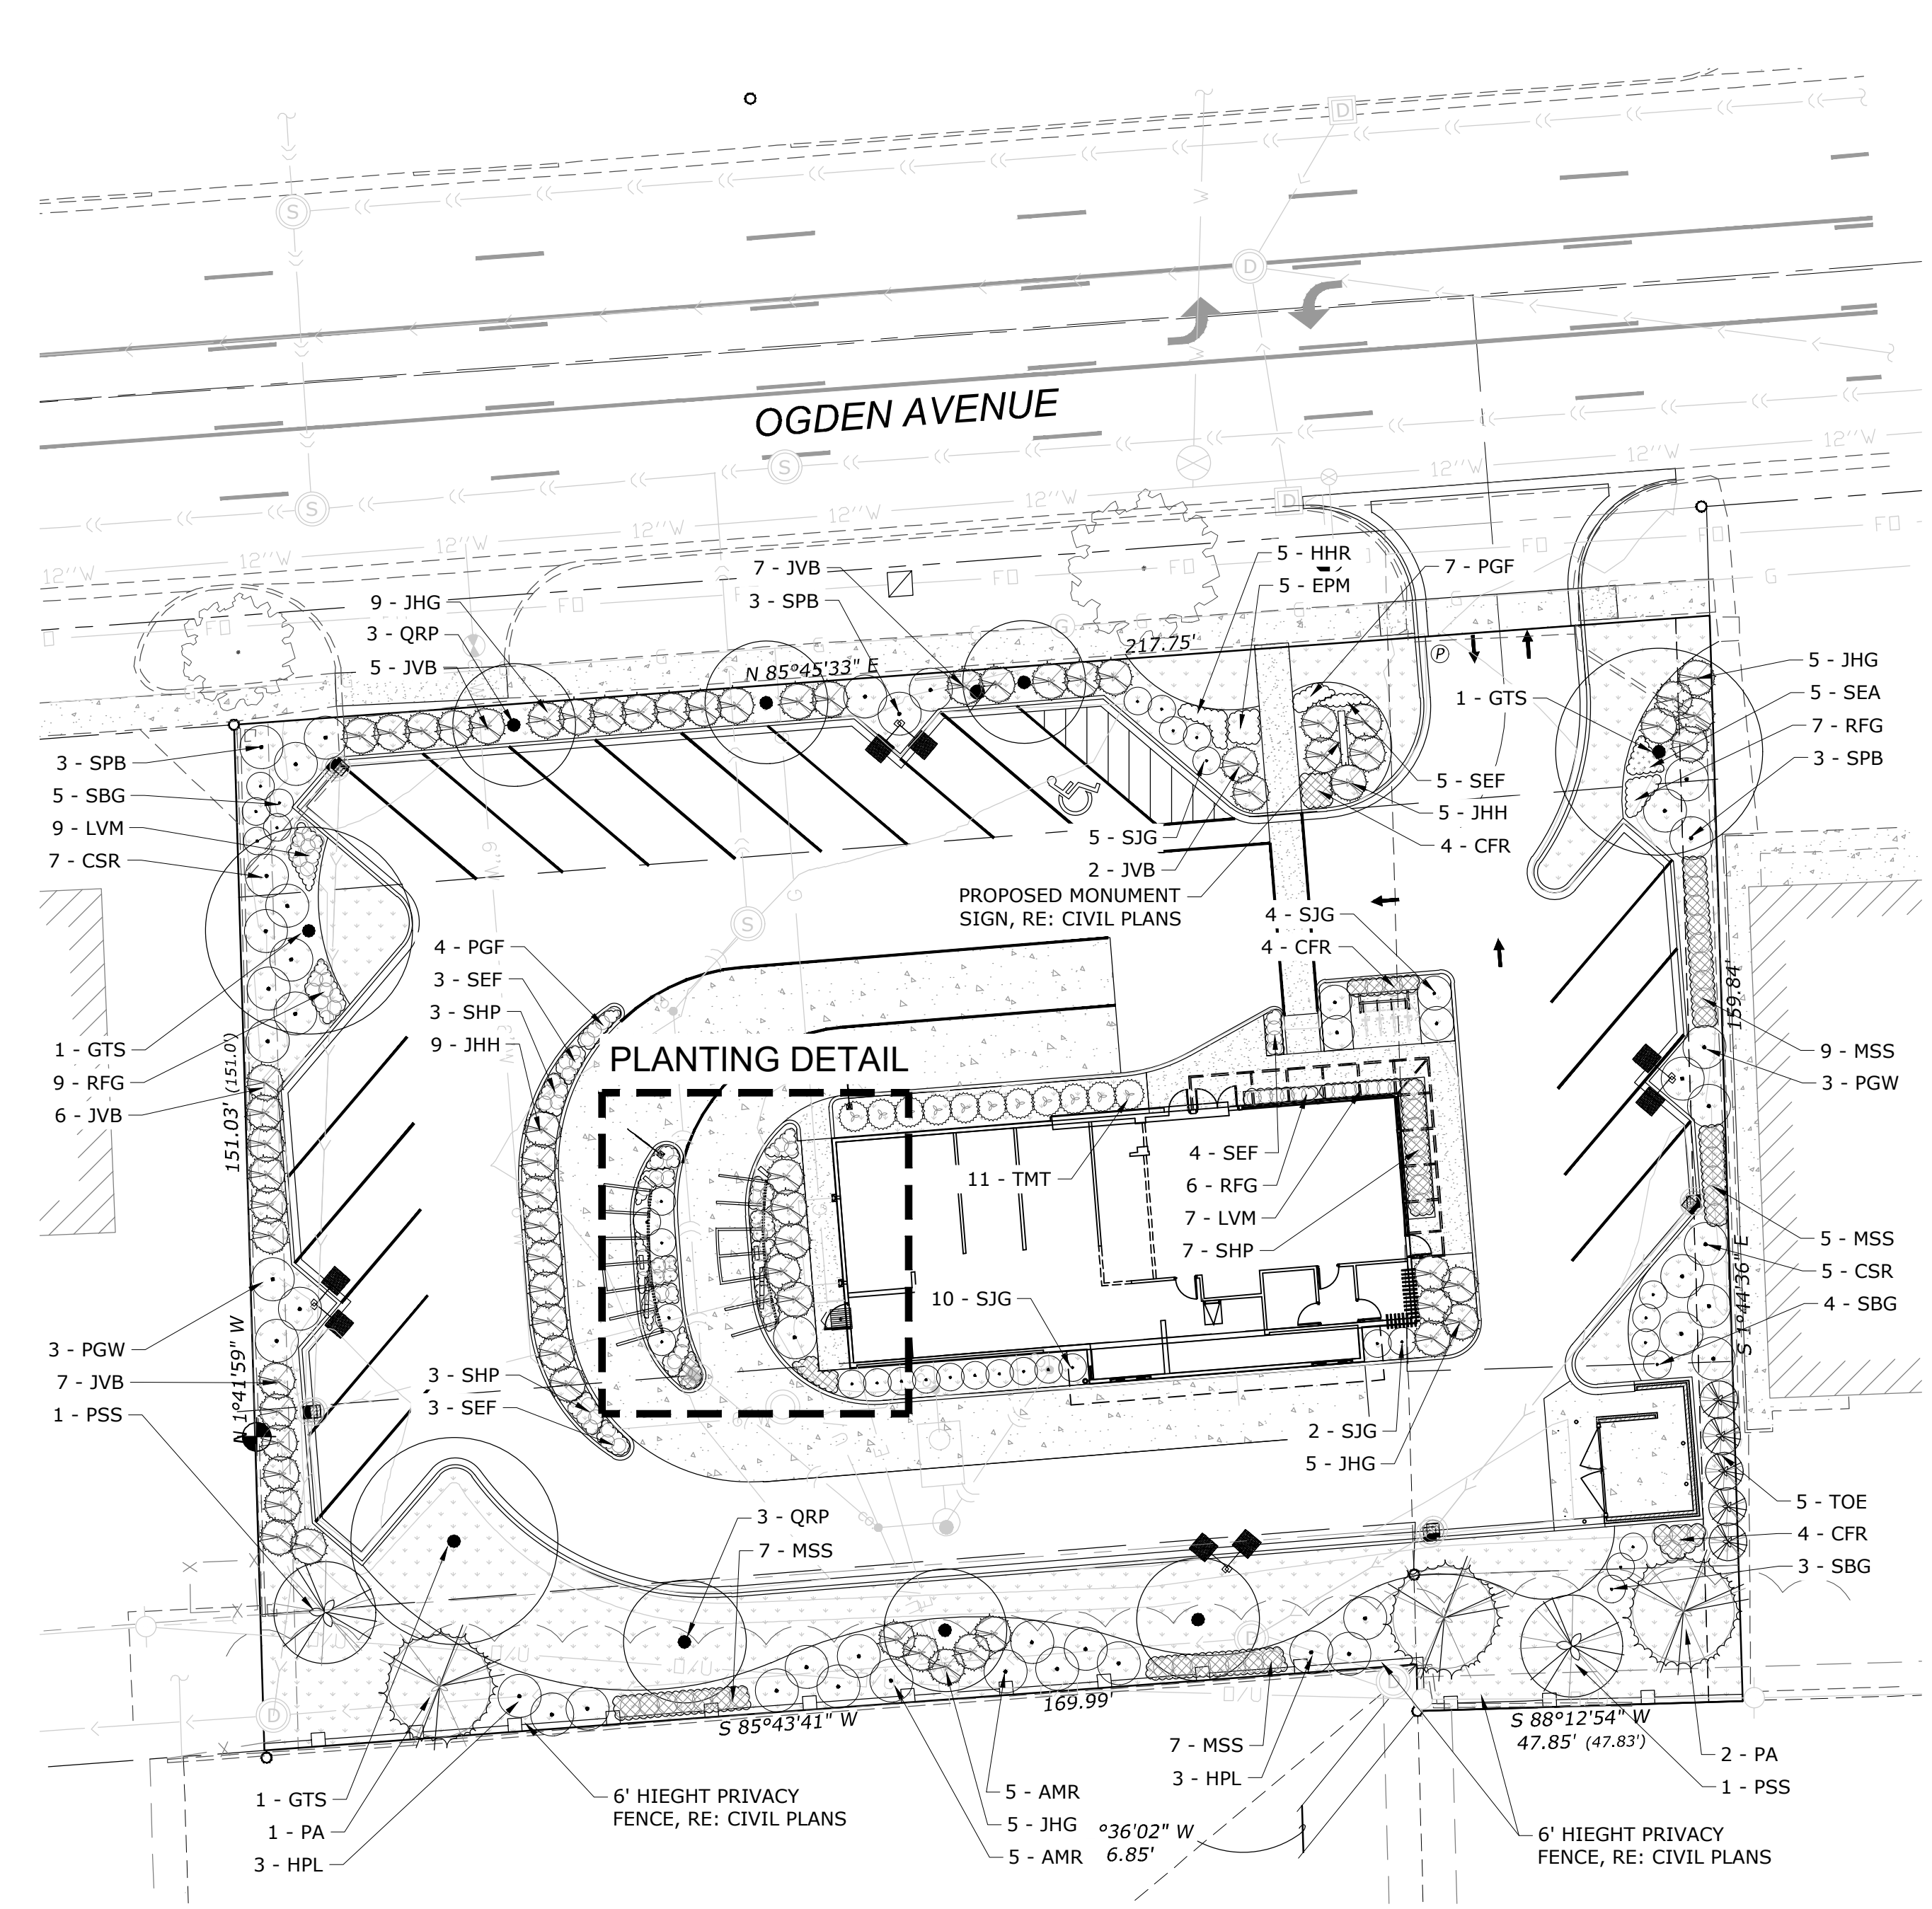 D
S
W
D
W
OGDEN AVENUE
S
S
D
12"W
12"W
12"W
12"W
12"W
12"W
12"W
FO
FO
FO
FO
FO
G
G
G
7 - JVB
3 - SPB
5 - HHR
5 - EPM
7 - PGF
9 - JHG
3 - QRP
5 - JVB
N 85°45'33" E
217.75'
P
1 - GTS
5 - JHG
5 - SEA
7 - RFG
3 - SPB
3 - SPB
5 - SBG
9 - LVM
7 - CSR
5 - SEF
5 - JHH
4 - CFR
5 - SJG
2 - JVB
PROPOSED MONUMENT
SIGN, RE: CIVIL PLANS
6"W
S
4 - SJG
4 - CFR
4 - PGF
3 - SEF
3 - SHP
9 - JHH
159.84'
1 - GTS
9 - RFG
6 - JVB
151.03' (151.0')
PLANTING DETAIL
9 - MSS
3 - PGW
11 - TMT
4 - SEF
6 - RFG
7 - LVM
7 - SHP
10 - SJG
5 - MSS
5 - CSR
4 - SBG
S 1°44'36" E
3 - PGW
7 - JVB
1 - PSS
N 1°41'59" W
3 - SHP
3 - SEF
2 - SJG
5 - JHG
3 - QRP
7 - MSS
5 - TOE
4 - CFR
3 - SBG
O/U
O/U
O/U
D
D
D
S 85°43'41" W
169.99'
S 88°12'54" W
47.85' (47.83')
7 - MSS
3 - HPL
2 - PA
1 - PSS
1 - GTS
1 - PA
3 - HPL
6' HIEGHT PRIVACY
FENCE, RE: CIVIL PLANS
5 - AMR
5 - JHG
5 - AMR
°36'02" W
6.85'
6' HIEGHT PRIVACY
FENCE, RE: CIVIL PLANS